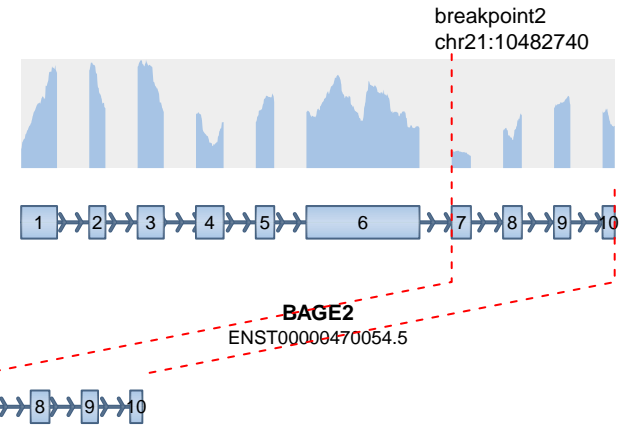 breakpoint2
chr21:10482740
1 2 3 4 5 6 7 8 9 10
BAGE2
ENST00000470054.5
8 9 10